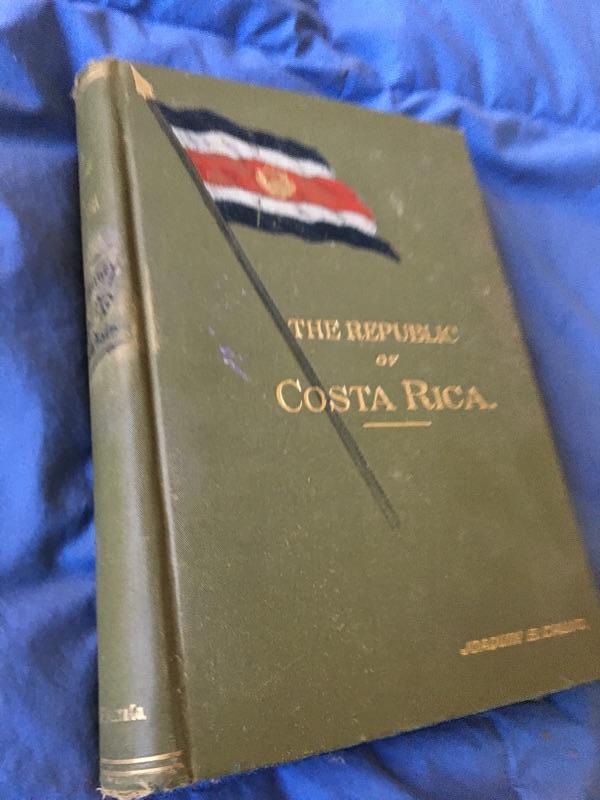 THE REPUBLIC
OF
COSTA RICA.
JOAQUIN B. CALVO.